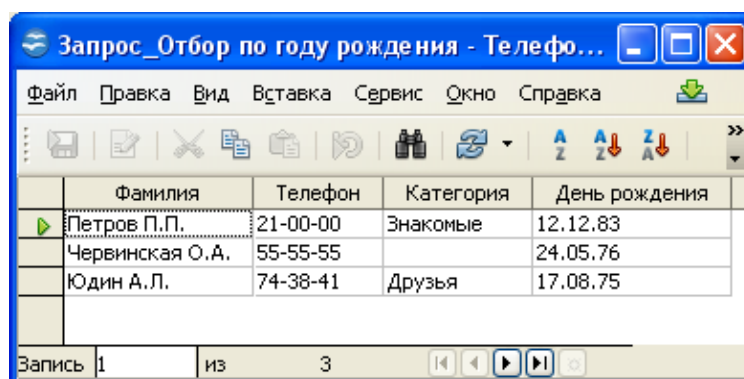 Запрос_Отбор по году рождения - Телефо...
Файл Правка Вид Вставка Сервис Окно Справка
Фамилия Телефон Категория День рождения
Петров П.П. 21-00-00 Знакомые 12.12.83
Червинская О.А. 55-55-55 24.05.76
Юдин А.Л. 74-38-41 Друзья 17.08.75
Запись 1 из 3